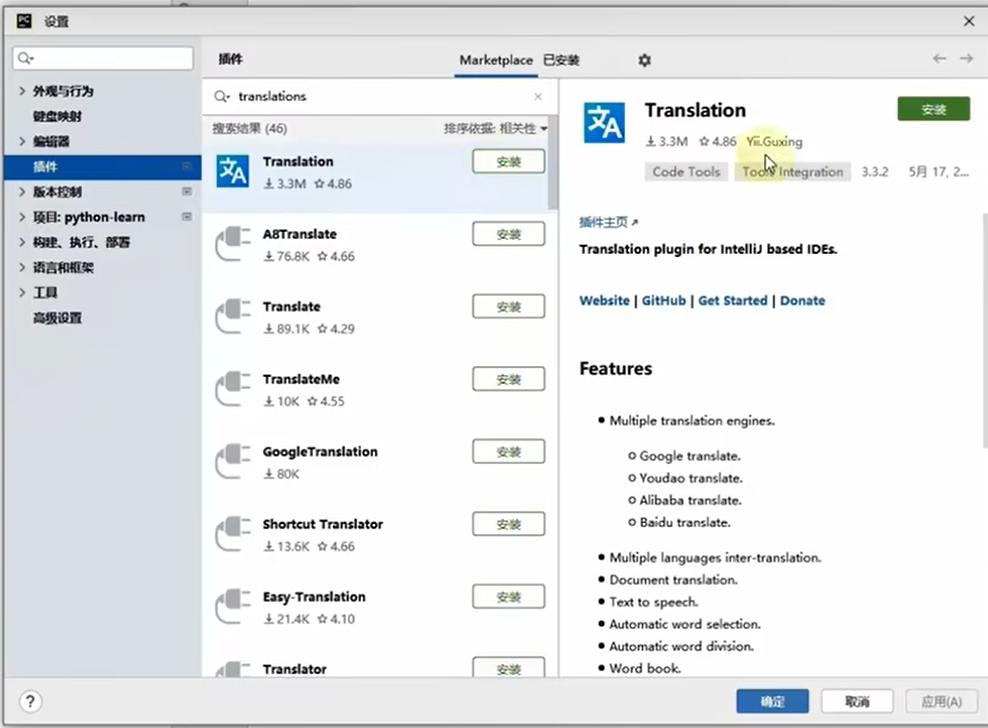 PC 设置
插件
Marketplace 已安装
外观与行为
键盘映射
编辑器
插件
版本控制
项目: python-learn
构建、执行、部署
语言和框架
工具
高级设置
translations
搜索结果 (46) 排序依据: 相关性
Translation 安装
3.3M 4.86
A8Translate 安装
76.8K 4.66
Translate 安装
89.1K 4.29
TranslateMe 安装
10K 4.55
GoogleTranslation 安装
80K
Shortcut Translator 安装
13.6K 4.66
Easy-Translation 安装
21.4K 4.10
Translator 安装
Translation 安装
3.3M 4.86 Yii.Guxing
Code Tools Tools Integration 3.3.2 5月 17, 2...
插件主页
Translation plugin for IntelliJ based IDEs.
Website | GitHub | Get Started | Donate
Features
Multiple translation engines.
Google translate.
Youdao translate.
Alibaba translate.
Baidu translate.
Multiple languages inter-translation.
Document translation.
Text to speech.
Automatic word selection.
Automatic word division.
Word book.
? 确定 取消 应用(A)